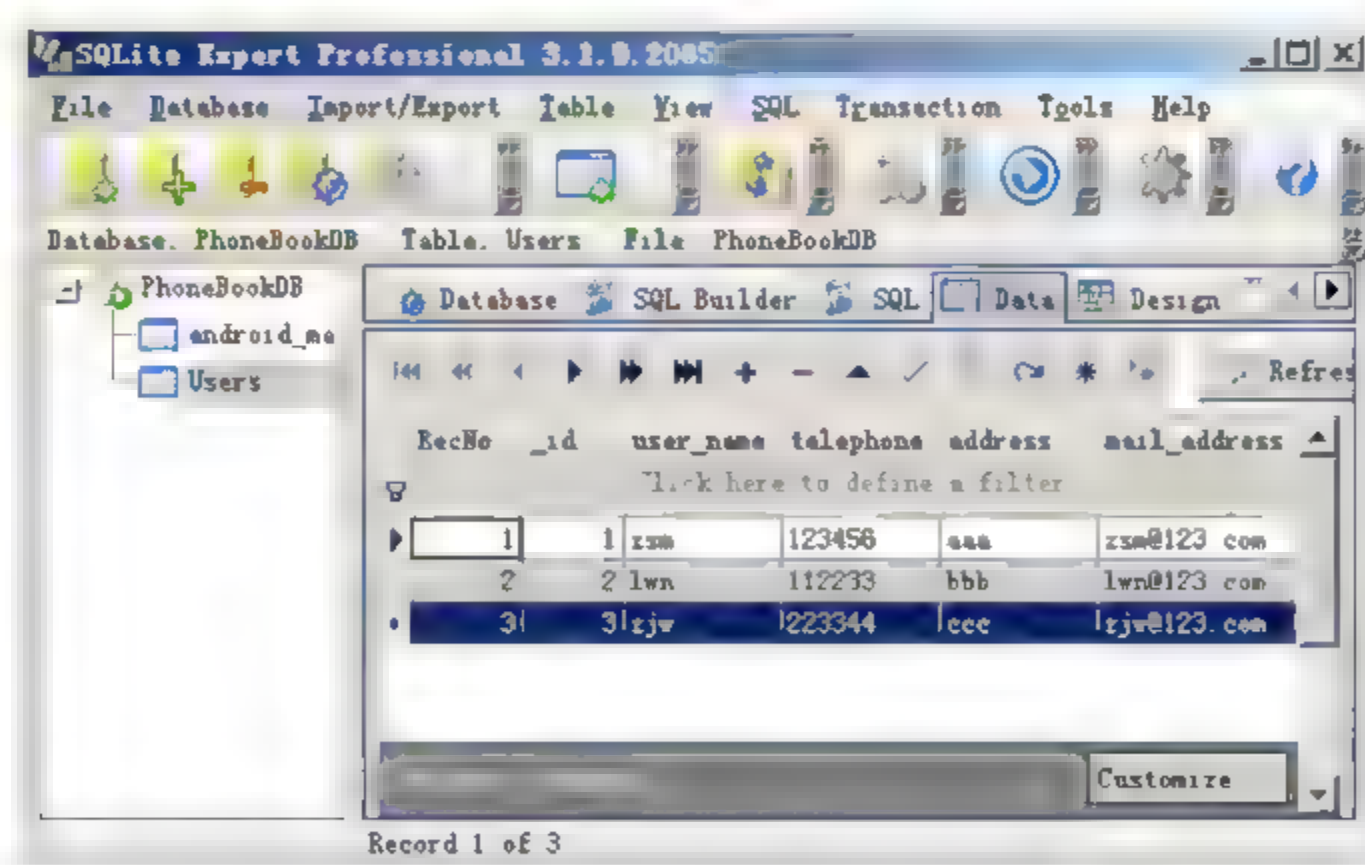 SQLite Expert Professional 3.1.9.2085
File Database Import/Export Table View SQL Transaction Tools Help
Database. PhoneBookDB Table. Users File PhoneBookDB
PhoneBookDB
android_me
Users
Database SQL Builder SQL Data Design
Refres
RecNo _id user_name telephone address mail_address
Click here to define a filter
1 1 zsm 123456 aaa zsm@123 com
2 2 lwn 112233 bbb lwn@123 com
3 3 zjw 223344 ccc zjw@123.com
Customize
Record 1 of 3